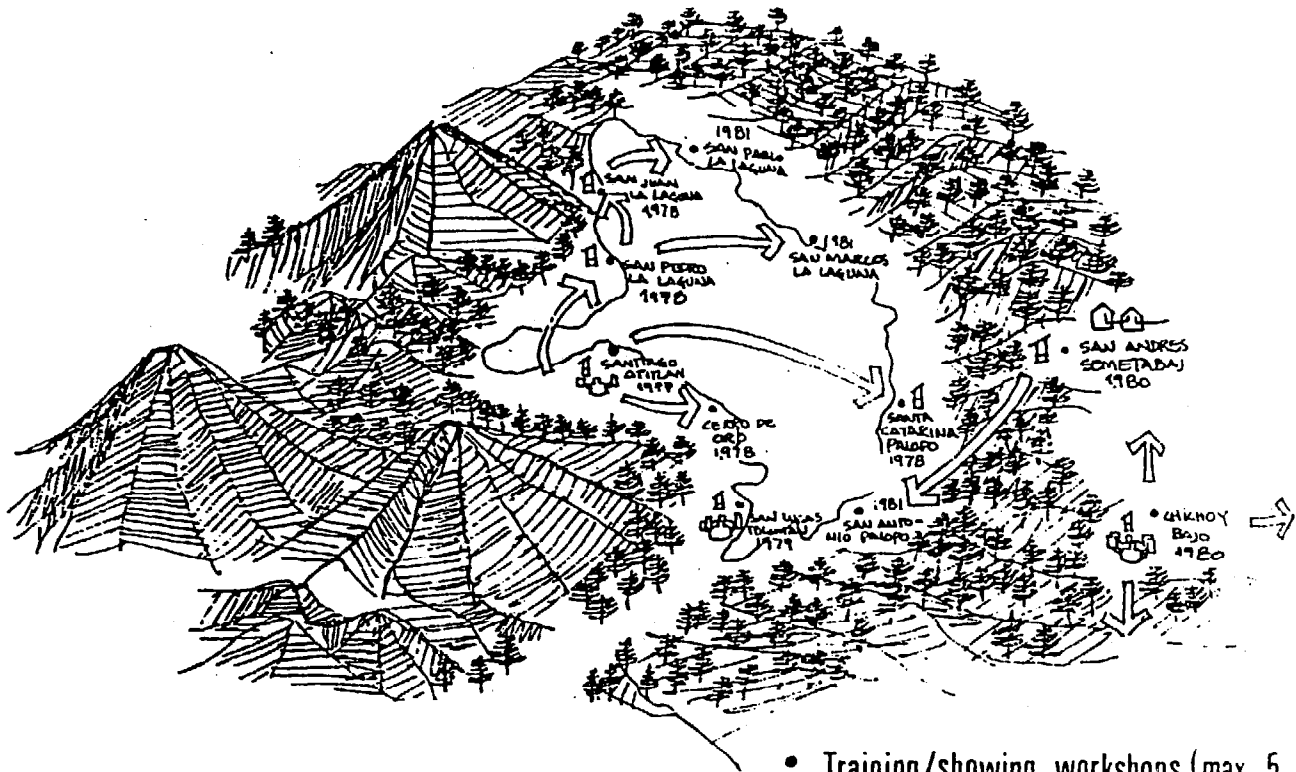 1981
SAN PABLO
LA LAGUNA
SAN JUAN
LA LAGUNA
1978
1981
SAN MARCOS
LA LAGUNA
SAN PEDRO
LA LAGUNA
1978
SAN ANDRES
SEMETABAJ
1980
SANTIAGO
ATITLAN
1977
SANTA
CATARINA
PALOPO
1978
CERRO DE
ORO
1978
1981
SAN ANTO-
NIO PALOPO
SAN LUCAS
TOLIMAN
1979
BAJO
1980
• Training/showing workshops (max. 5